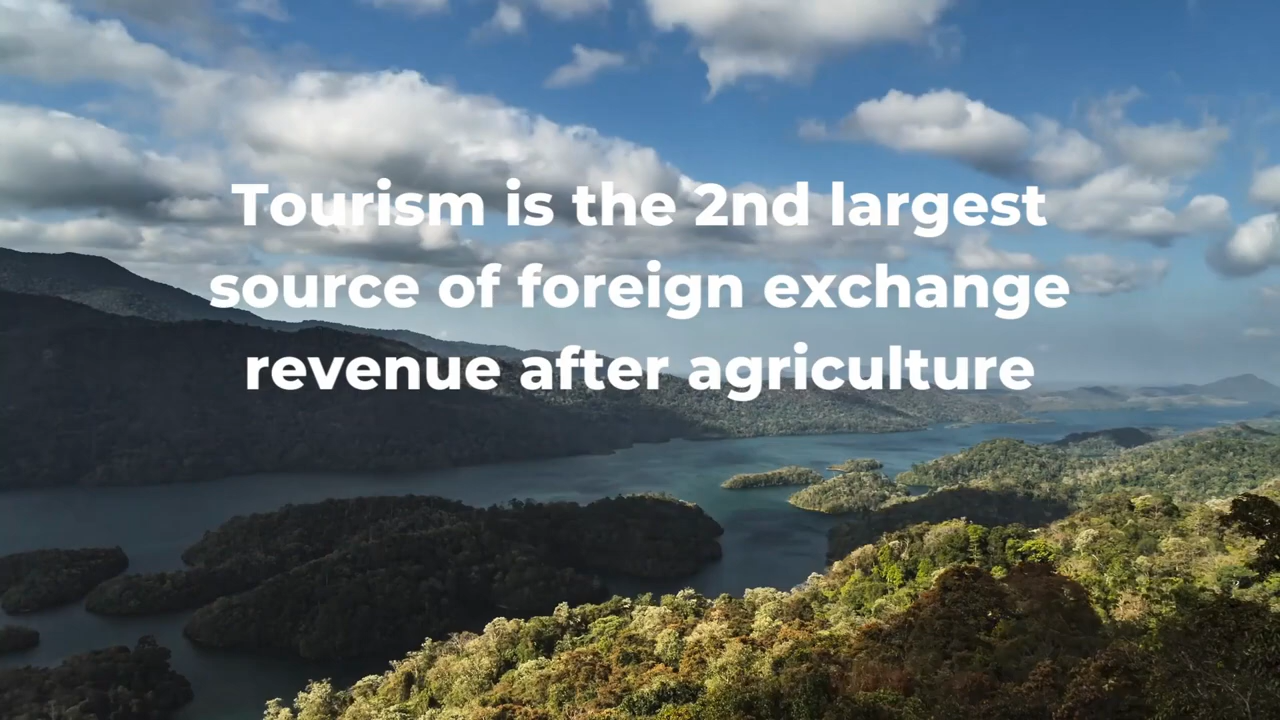 Tourism is the 2nd largest
source of foreign exchange
revenue after agriculture